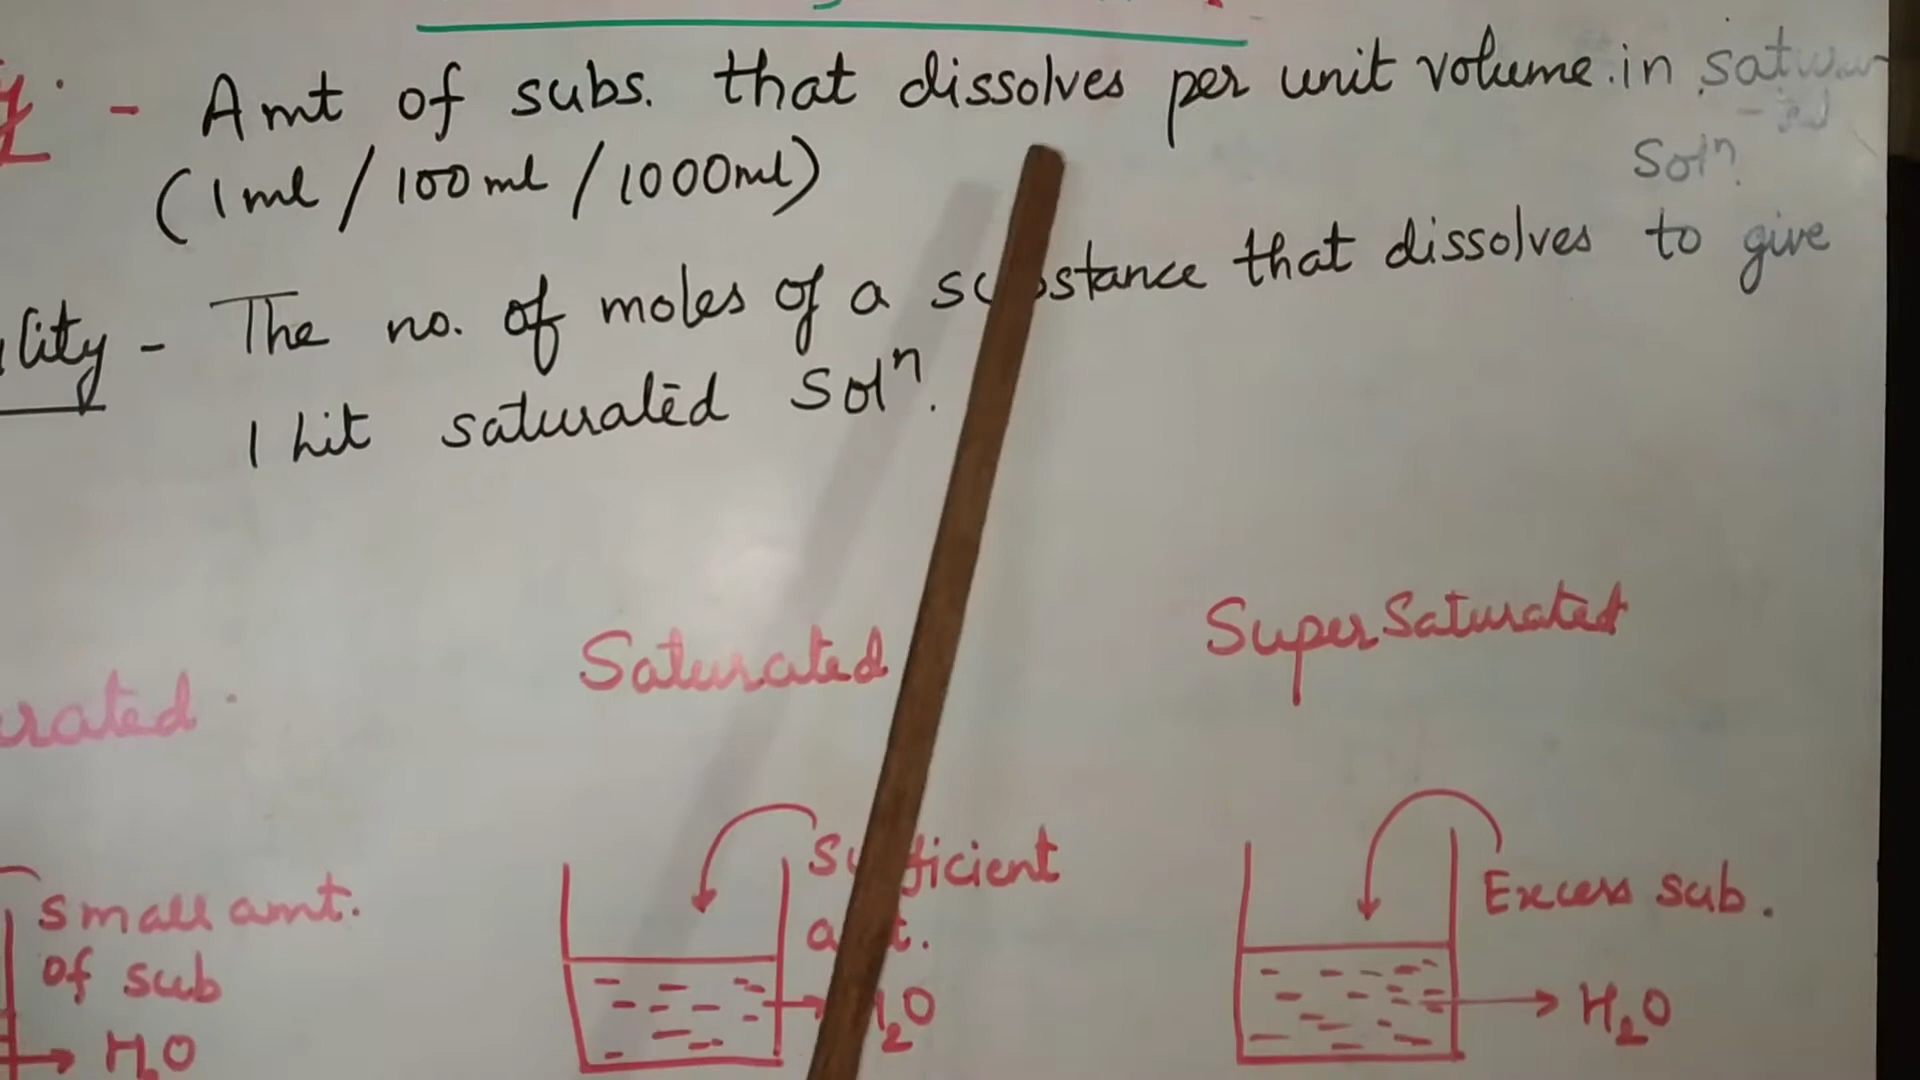 - Amt of subs. that dissolves per unit volume. in
(1ml / 100ml / 1000ml)
Solⁿ.
lity - The no. of moles of a substance that dissolves to give
1 lit saturated Solⁿ.
rated
Saturated
Super Saturated
small amt.
of sub
H2O
Sufficient
amt.
H2O
Excess sub.
H2O